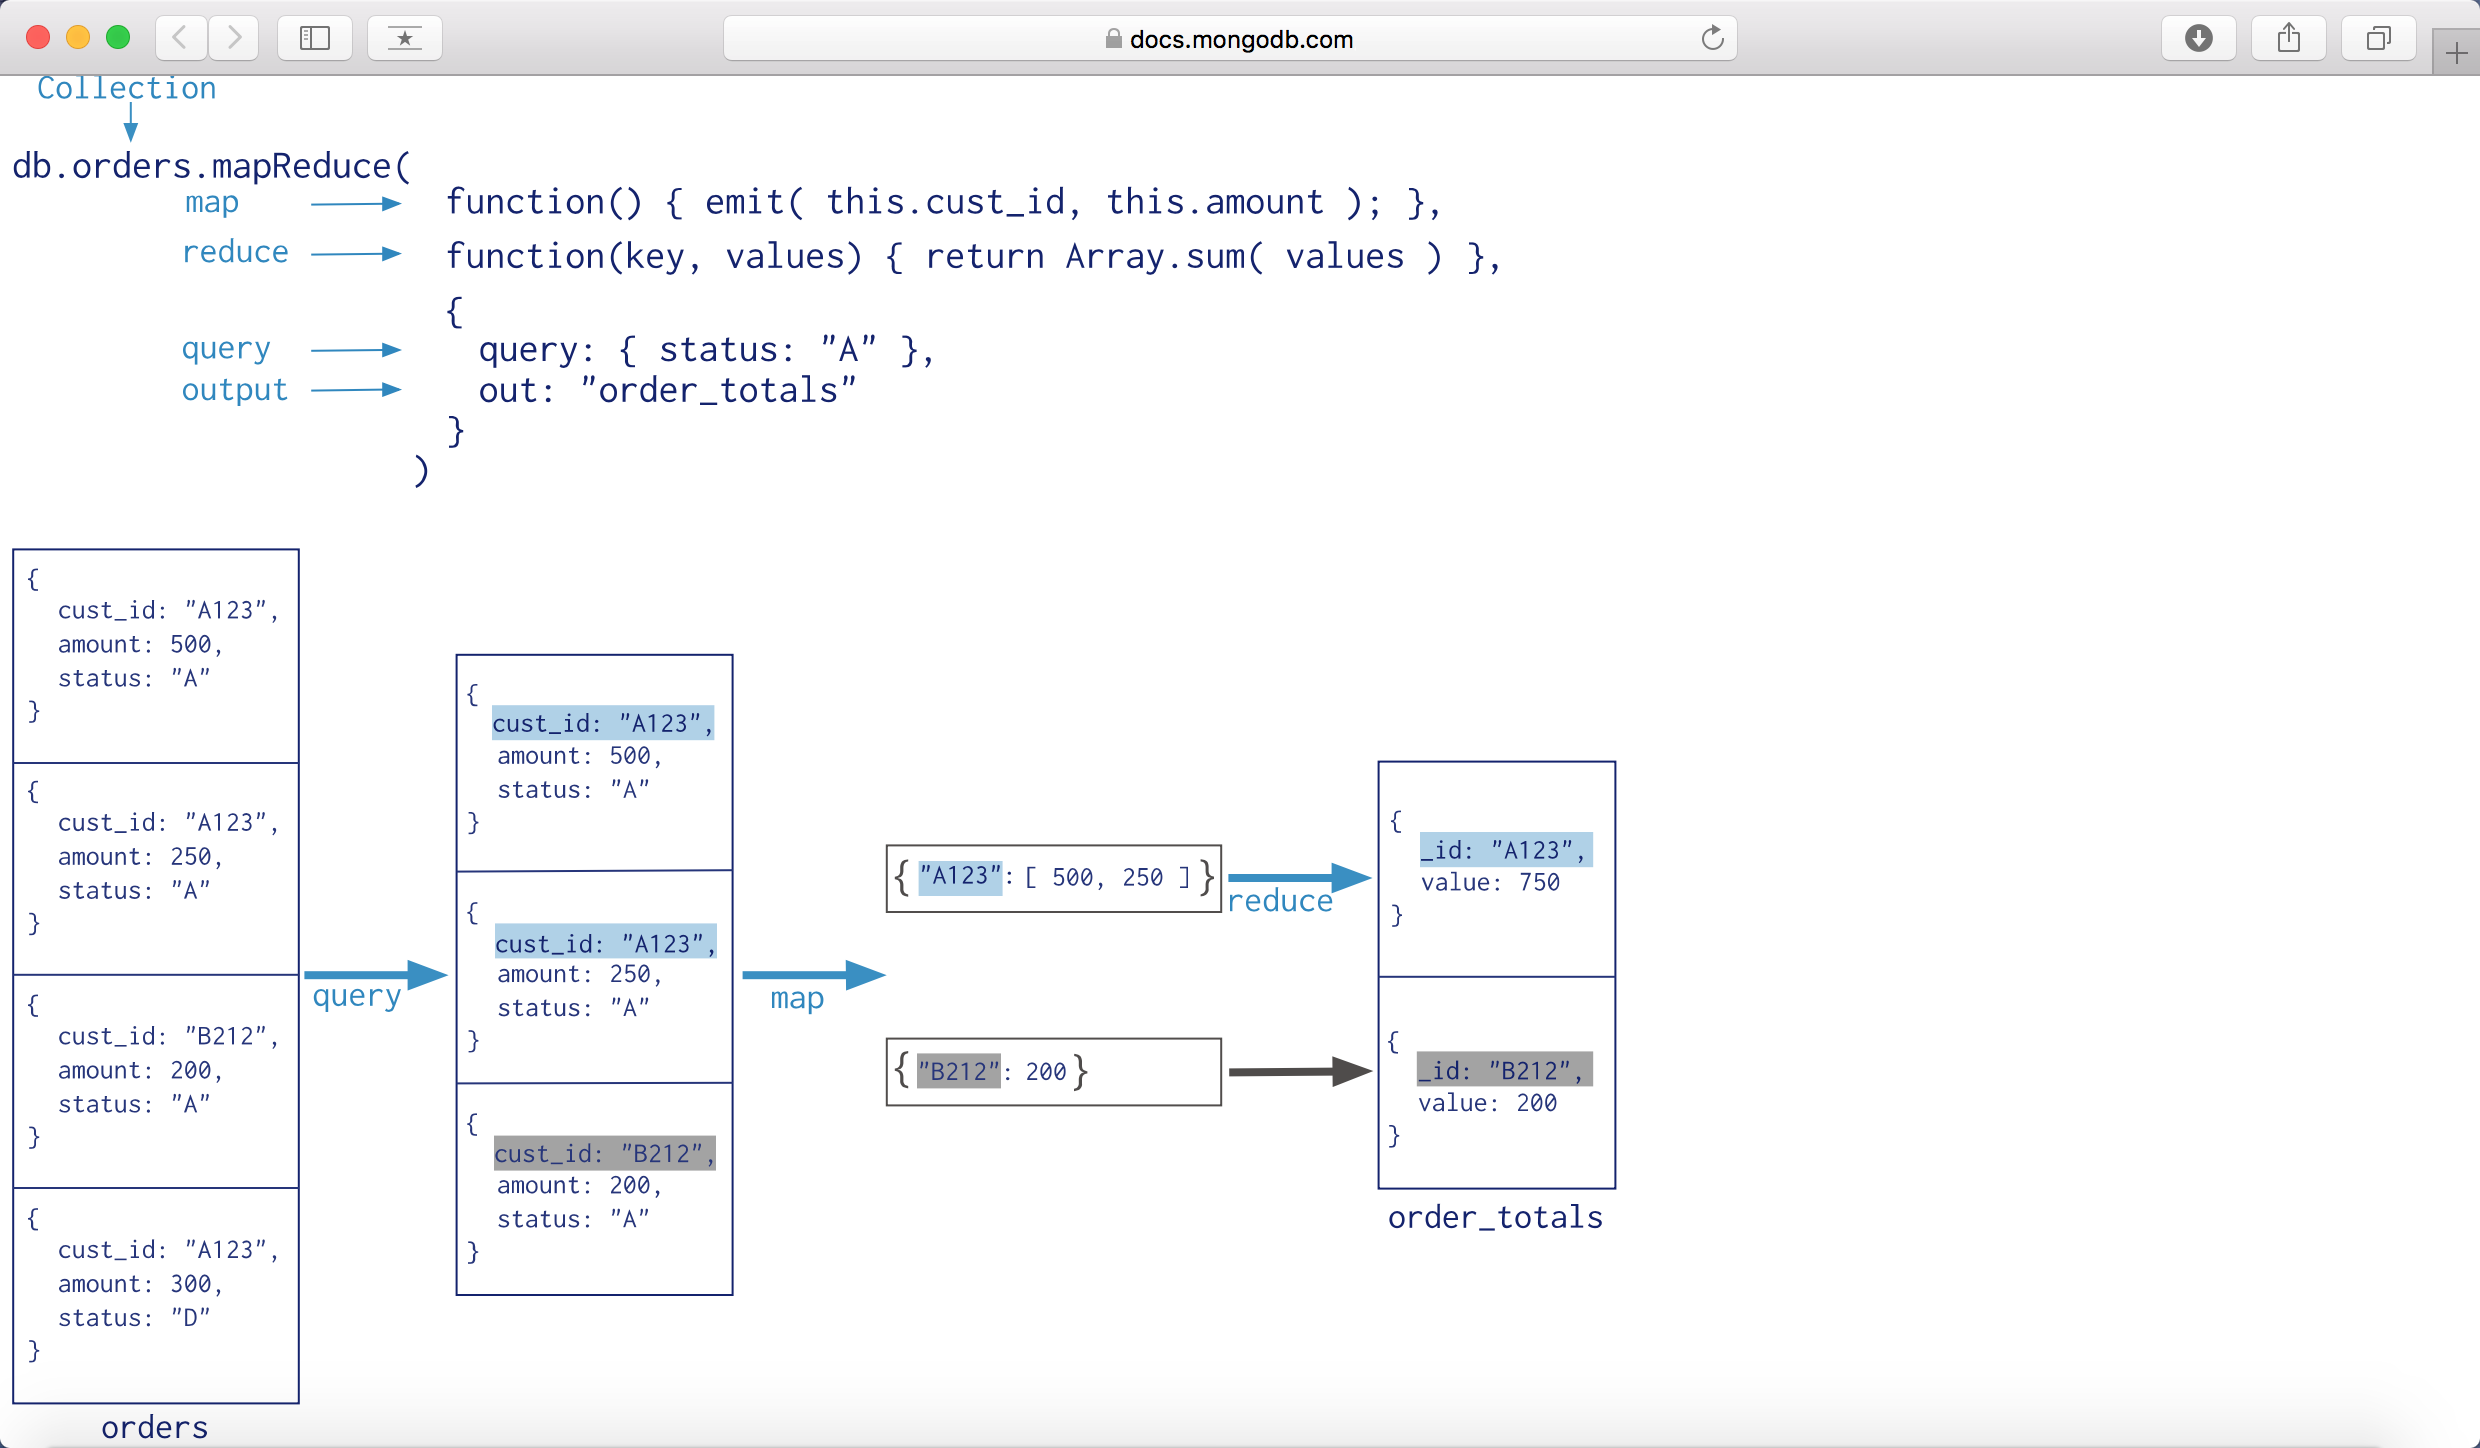 docs.mongodb.com
Collection
db.orders.mapReduce(
map function() { emit( this.cust_id, this.amount ); },
reduce function(key, values) { return Array.sum( values ) },
{
query query: { status: "A" },
output out: "order_totals"
}
)
{
cust_id: "A123",
amount: 500,
status: "A"
}
{
cust_id: "A123",
amount: 250,
status: "A"
}
{
cust_id: "B212",
amount: 200,
status: "A"
}
{
cust_id: "A123",
amount: 300,
status: "D"
}
orders
query
{
cust_id: "A123",
amount: 500,
status: "A"
}
{
cust_id: "A123",
amount: 250,
status: "A"
}
{
cust_id: "B212",
amount: 200,
status: "A"
}
map
{ "A123": [ 500, 250 ] }
{ "B212": 200 }
reduce
{
_id: "A123",
value: 750
}
{
_id: "B212",
value: 200
}
order_totals